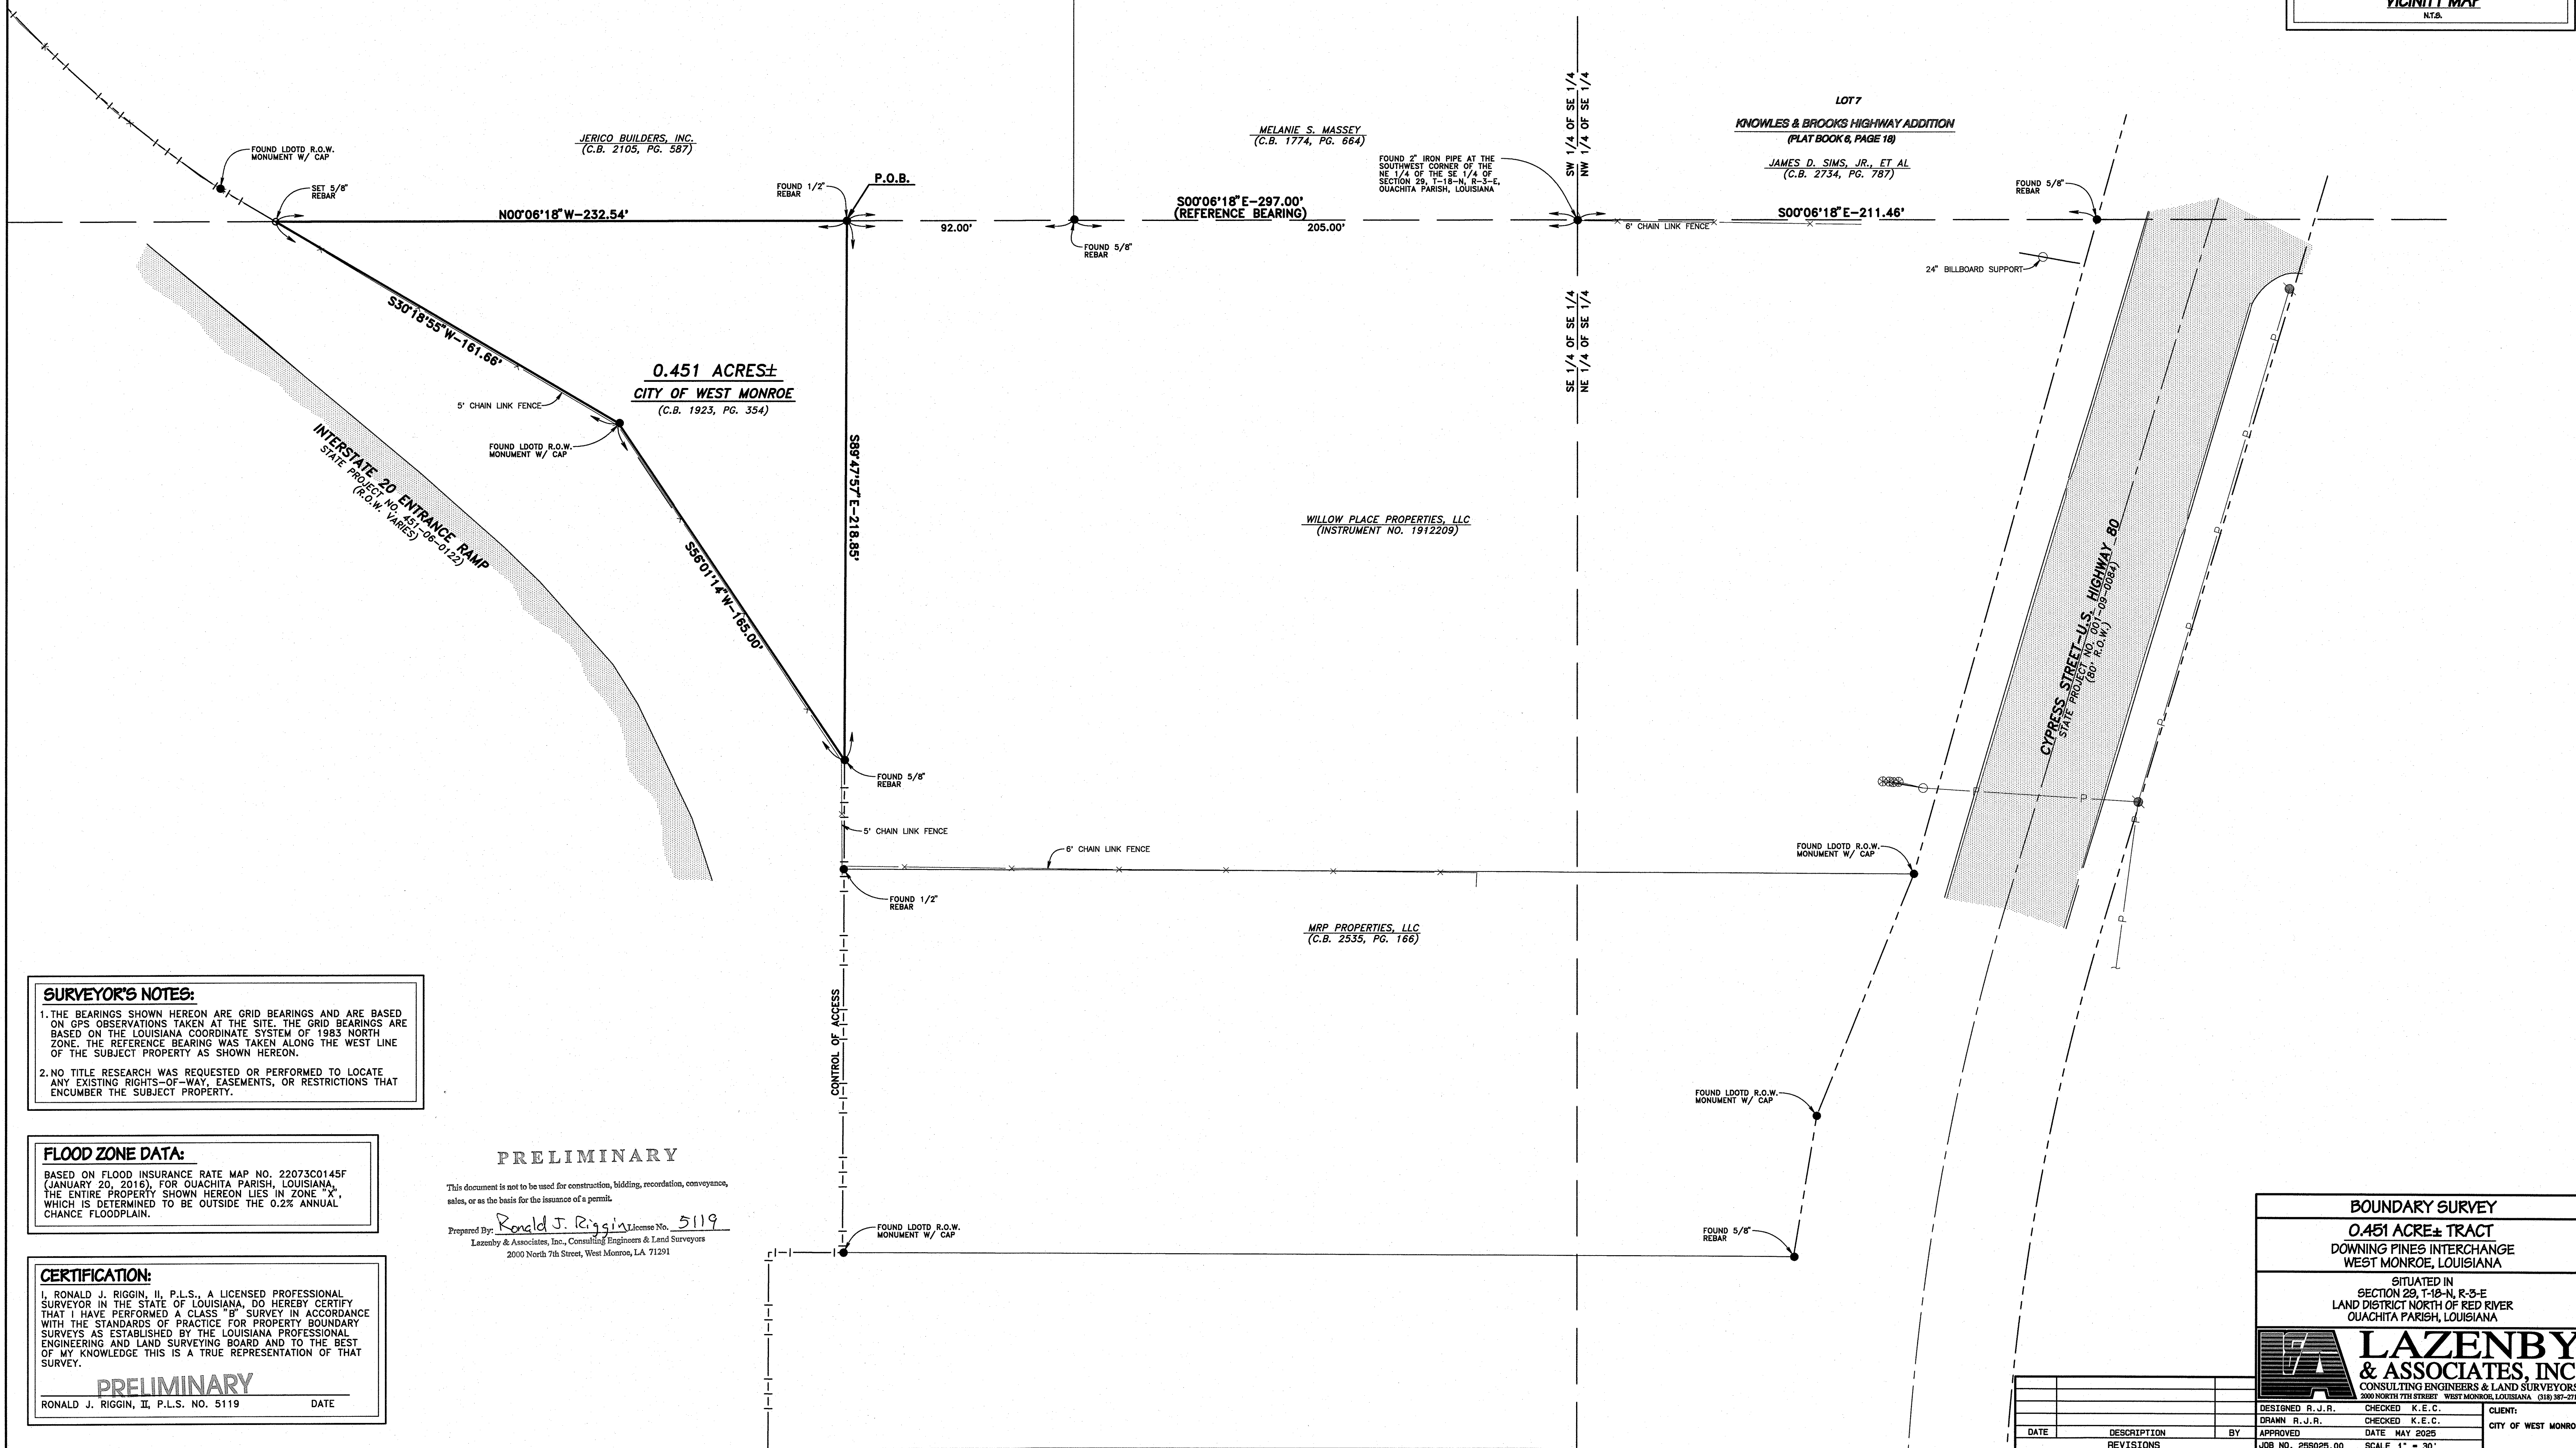 VICINITY MAP
N.T.S.
LOT 7
KNOWLES & BROOKS HIGHWAY ADDITION
(PLAT BOOK 6, PAGE 18)
JAMES D. SIMS, JR., ET AL
(C.B. 2734, PG. 787)
MELANIE S. MASSEY
(C.B. 1774, PG. 664)
JERICO BUILDERS, INC.
(C.B. 2105, PG. 587)
FOUND LDOTD R.O.W.
MONUMENT W/ CAP
SET 5/8"
REBAR
FOUND 1/2"
REBAR
P.O.B.
FOUND 2" IRON PIPE AT THE
SOUTHWEST CORNER OF THE
NE 1/4 OF THE SE 1/4 OF
SECTION 29, T-18-N, R-3-E,
OUACHITA PARISH, LOUISIANA
SW 1/4 OF SE 1/4
NW 1/4 OF SE 1/4
FOUND 5/8"
REBAR
N00°06'18"W-232.54'
S00°06'18"E-297.00'
(REFERENCE BEARING)
S00°06'18"E-211.46'
92.00'
205.00'
6' CHAIN LINK FENCE
FOUND 5/8"
REBAR
24" BILLBOARD SUPPORT
SE 1/4 OF SE 1/4
NE 1/4 OF SE 1/4
S30°18'55"W-161.66'
0.451 ACRES±
CITY OF WEST MONROE
(C.B. 1923, PG. 354)
5' CHAIN LINK FENCE
FOUND LDOTD R.O.W.
MONUMENT W/ CAP
INTERSTATE 20 ENTRANCE RAMP
STATE PROJECT NO. 451-06-0122)
(R.O.W. VARIES)
S89°47'57"E-218.85'
S56°01'14"W-165.00'
WILLOW PLACE PROPERTIES, LLC
(INSTRUMENT NO. 1912209)
CYPRESS STREET-U.S. HIGHWAY 80
STATE PROJECT NO. 001-09-0084)
(80' R.O.W.)
P
P
P
P
P
P
P
P
P
P
FOUND 5/8"
REBAR
5' CHAIN LINK FENCE
6' CHAIN LINK FENCE
FOUND LDOTD R.O.W.
MONUMENT W/ CAP
FOUND 1/2"
REBAR
MRP PROPERTIES, LLC
(C.B. 2535, PG. 166)
CONTROL OF ACCESS
FOUND LDOTD R.O.W.
MONUMENT W/ CAP
FOUND LDOTD R.O.W.
MONUMENT W/ CAP
FOUND 5/8"
REBAR
SURVEYOR'S NOTES:
1. THE BEARINGS SHOWN HEREON ARE GRID BEARINGS AND ARE BASED
ON GPS OBSERVATIONS TAKEN AT THE SITE. THE GRID BEARINGS ARE
BASED ON THE LOUISIANA COORDINATE SYSTEM OF 1983 NORTH
ZONE. THE REFERENCE BEARING WAS TAKEN ALONG THE WEST LINE
OF THE SUBJECT PROPERTY AS SHOWN HEREON.
2. NO TITLE RESEARCH WAS REQUESTED OR PERFORMED TO LOCATE
ANY EXISTING RIGHTS-OF-WAY, EASEMENTS, OR RESTRICTIONS THAT
ENCUMBER THE SUBJECT PROPERTY.
FLOOD ZONE DATA:
BASED ON FLOOD INSURANCE RATE MAP NO. 22073C0145F
(JANUARY 20, 2016), FOR OUACHITA PARISH, LOUISIANA,
THE ENTIRE PROPERTY SHOWN HEREON LIES IN ZONE "X",
WHICH IS DETERMINED TO BE OUTSIDE THE 0.2% ANNUAL
CHANCE FLOODPLAIN.
PRELIMINARY
This document is not to be used for construction, bidding, recordation, conveyance,
sales, or as the basis for the issuance of a permit.
Prepared By: Ronald J. Riggin License No. 5119
Lazenby & Associates, Inc., Consulting Engineers & Land Surveyors
2000 North 7th Street, West Monroe, LA 71291
CERTIFICATION:
I, RONALD J. RIGGIN, II, P.L.S., A LICENSED PROFESSIONAL
SURVEYOR IN THE STATE OF LOUISIANA, DO HEREBY CERTIFY
THAT I HAVE PERFORMED A CLASS "B" SURVEY IN ACCORDANCE
WITH THE STANDARDS OF PRACTICE FOR PROPERTY BOUNDARY
SURVEYS AS ESTABLISHED BY THE LOUISIANA PROFESSIONAL
ENGINEERING AND LAND SURVEYING BOARD AND TO THE BEST
OF MY KNOWLEDGE THIS IS A TRUE REPRESENTATION OF THAT
SURVEY.
PRELIMINARY
RONALD J. RIGGIN, II, P.L.S. NO. 5119 DATE
BOUNDARY SURVEY
0.451 ACRE± TRACT
DOWNING PINES INTERCHANGE
WEST MONROE, LOUISIANA
SITUATED IN
SECTION 29, T-18-N, R-3-E
LAND DISTRICT NORTH OF RED RIVER
OUACHITA PARISH, LOUISIANA
LAZENBY
& ASSOCIATES, INC
CONSULTING ENGINEERS & LAND SURVEYORS
2000 NORTH 7TH STREET WEST MONROE, LOUISIANA (318) 387-271
DESIGNED R.J.R. CHECKED K.E.C.
DRAWN R.J.R. CHECKED K.E.C.
APPROVED DATE MAY 2025
JOB NO. 25S025.00 SCALE 1" = 30'
CLIENT:
CITY OF WEST MONRO
DATE DESCRIPTION BY
REVISIONS